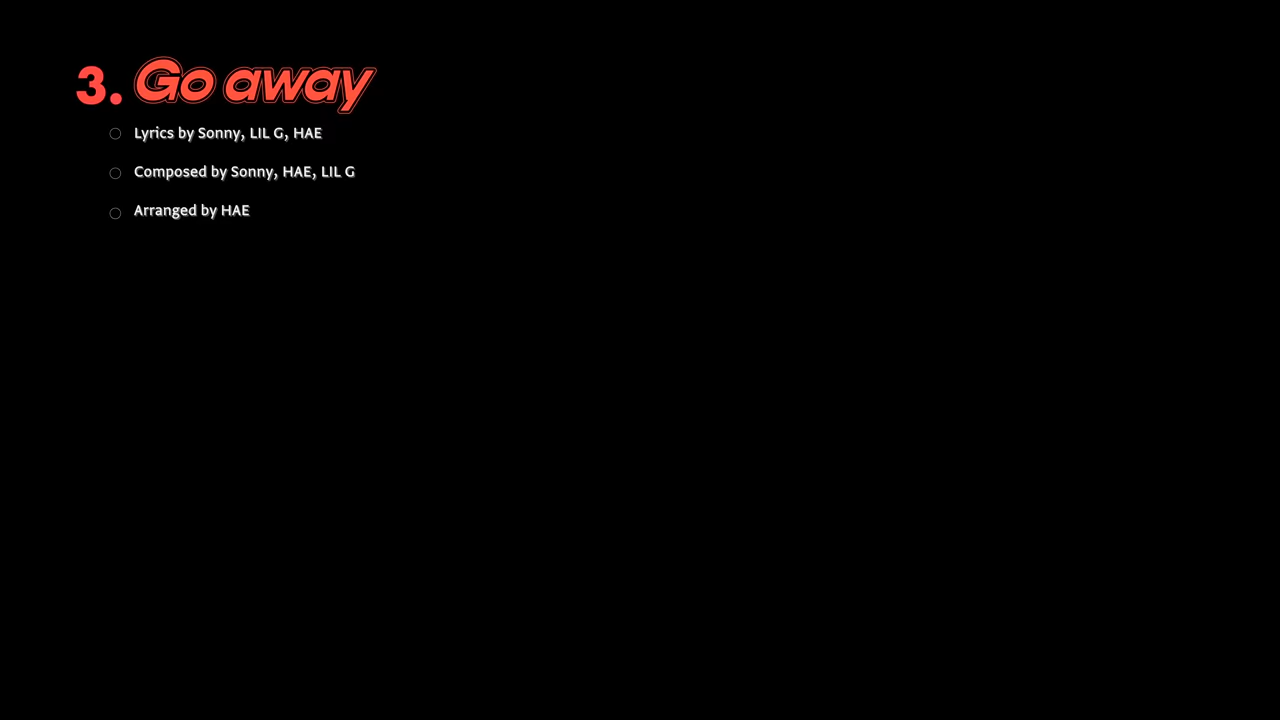 3. Go away
Lyrics by Sonny, LIL G, HAE
Composed by Sonny, HAE, LIL G
Arranged by HAE